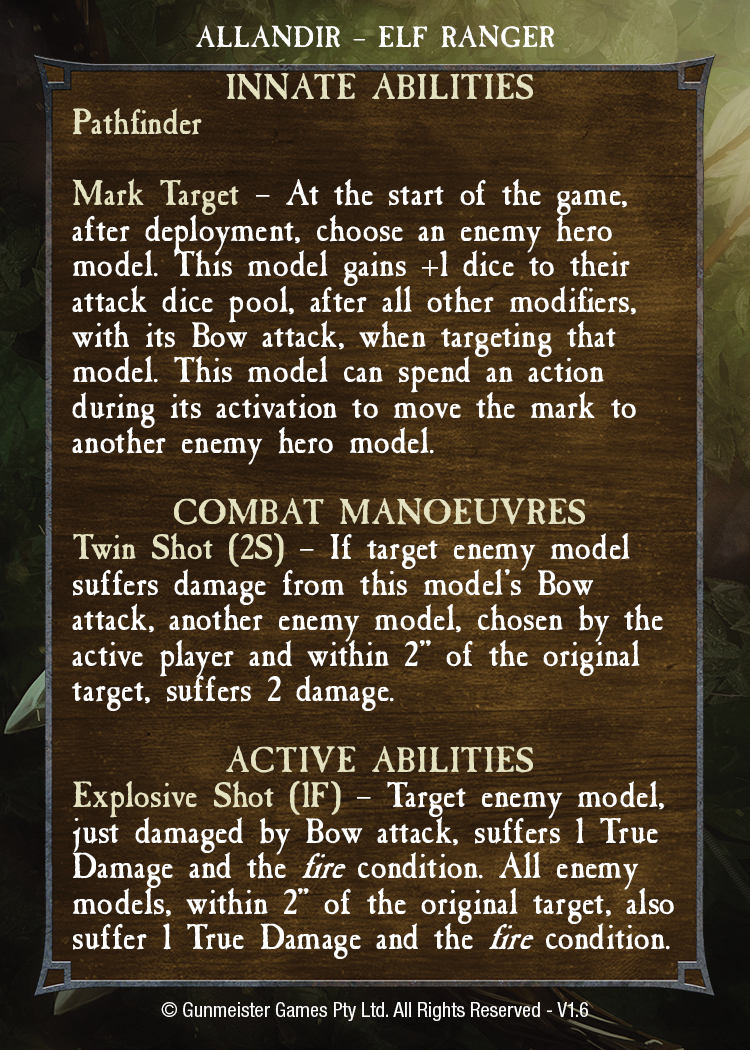 ALLANDIR – ELF RANGER
INNATE ABILITIES
Pathfinder
Mark Target – At the start of the game,
after deployment, choose an enemy hero
model. This model gains +1 dice to their
attack dice pool, after all other modifiers,
with its Bow attack, when targeting that
model. This model can spend an action
during its activation to move the mark to
another enemy hero model.
COMBAT MANOEUVRES
Twin Shot (2S) – If target enemy model
suffers damage from this model's Bow
attack, another enemy model, chosen by the
active player and within 2" of the original
target, suffers 2 damage.
ACTIVE ABILITIES
Explosive Shot (1F) – Target enemy model,
just damaged by Bow attack, suffers 1 True
Damage and the fire condition. All enemy
models, within 2" of the original target, also
suffer 1 True Damage and the fire condition.
© Gunmeister Games Pty Ltd. All Rights Reserved - V1.6